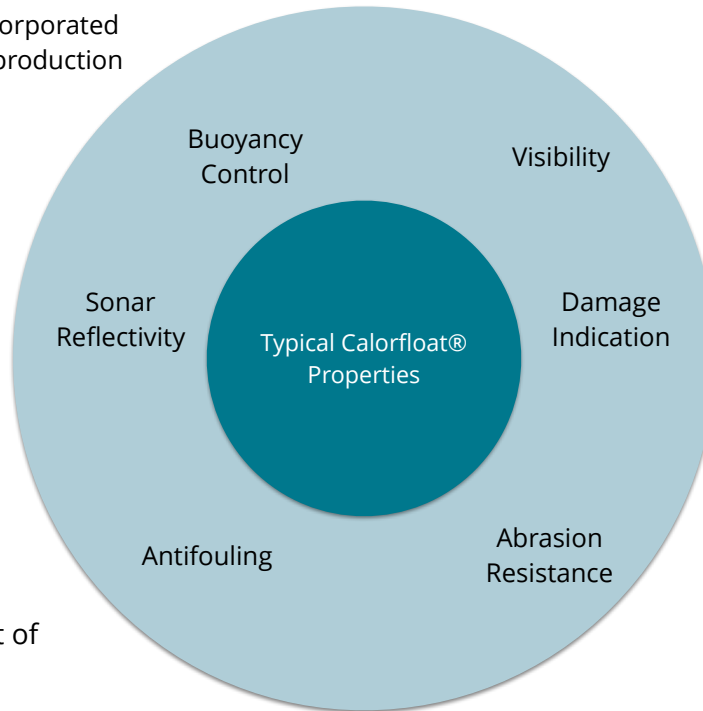 orporated
production
Buoyancy
Control
Visibility
Sonar
Reflectivity
Damage
Indication
Typical Calorfloat®
Properties
Antifouling
Abrasion
Resistance
t of